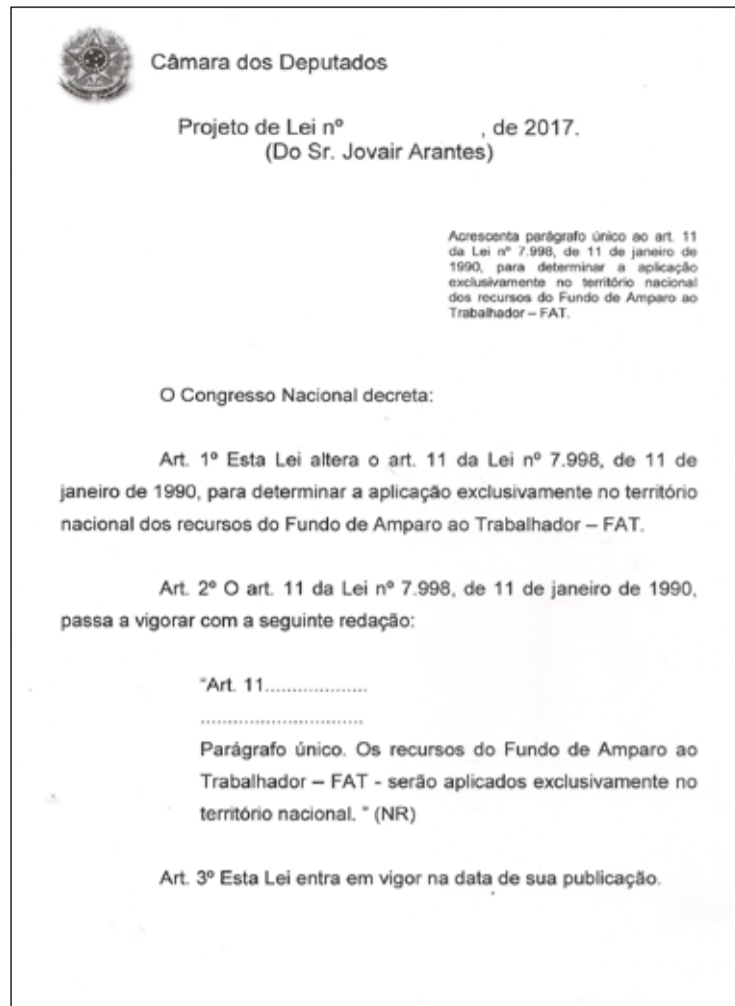 Câmara dos Deputados
Projeto de Lei nº , de 2017.
(Do Sr. Jovair Arantes)
Acrescenta parágrafo único ao art. 11
da Lei nº 7.998, de 11 de janeiro de
1990, para determinar a aplicação
exclusivamente no território nacional
dos recursos do Fundo de Amparo ao
Trabalhador – FAT.
O Congresso Nacional decreta:
Art. 1º Esta Lei altera o art. 11 da Lei nº 7.998, de 11 de
janeiro de 1990, para determinar a aplicação exclusivamente no território
nacional dos recursos do Fundo de Amparo ao Trabalhador – FAT.
Art. 2º O art. 11 da Lei nº 7.998, de 11 de janeiro de 1990,
passa a vigorar com a seguinte redação:
"Art. 11...................
..............................
Parágrafo único. Os recursos do Fundo de Amparo ao
Trabalhador – FAT - serão aplicados exclusivamente no
território nacional. " (NR)
Art. 3º Esta Lei entra em vigor na data de sua publicação.